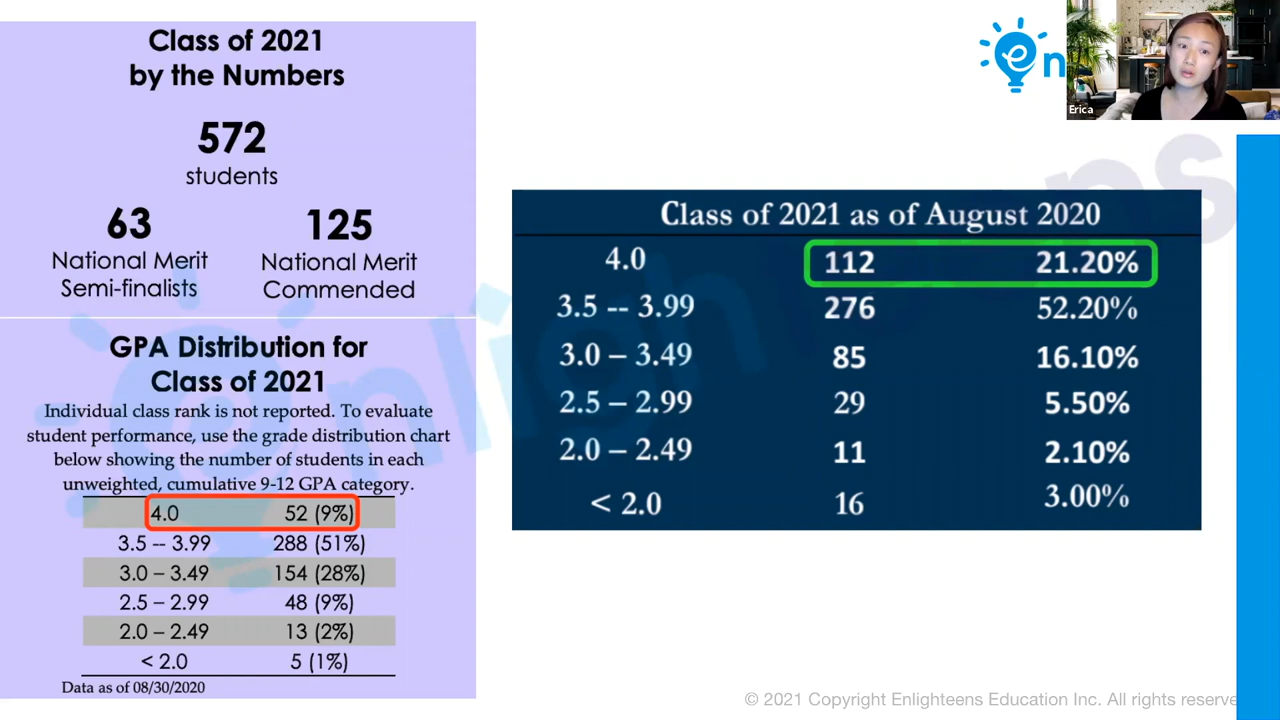 Class of 2021
by the Numbers
572
students
63
125
National Merit
Semi-finalists
National Merit
Commended
GPA Distribution for
Class of 2021
Individual class rank is not reported. To evaluate
student performance, use the grade distribution chart
below showing the number of students in each
unweighted, cumulative 9-12 GPA category.
4.0 52 (9%)
3.5 -- 3.99 288 (51%)
3.0 – 3.49 154 (28%)
2.5 – 2.99 48 (9%)
2.0 – 2.49 13 (2%)
< 2.0 5 (1%)
Data as of 08/30/2020
en
Erica
Class of 2021 as of August 2020
4.0 112 21.20%
3.5 -- 3.99 276 52.20%
3.0 – 3.49 85 16.10%
2.5 – 2.99 29 5.50%
2.0 – 2.49 11 2.10%
< 2.0 16 3.00%
© 2021 Copyright Enlighteens Education Inc. All rights reserve